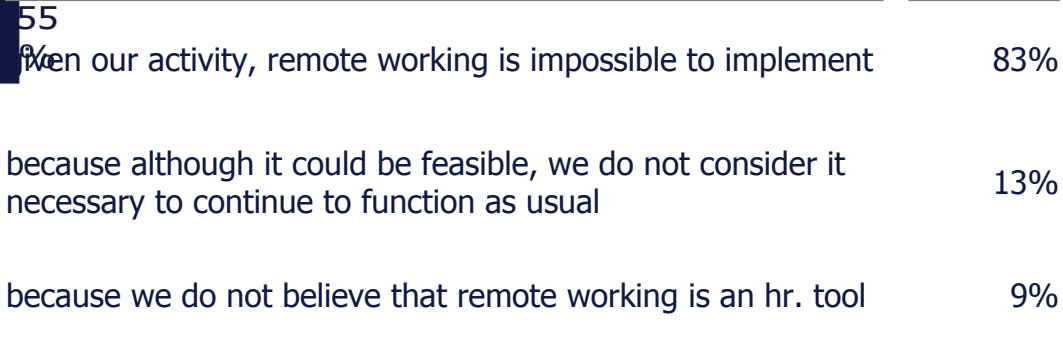 55
%
given our activity, remote working is impossible to implement 83%
because although it could be feasible, we do not consider it
necessary to continue to function as usual 13%
because we do not believe that remote working is an hr. tool 9%